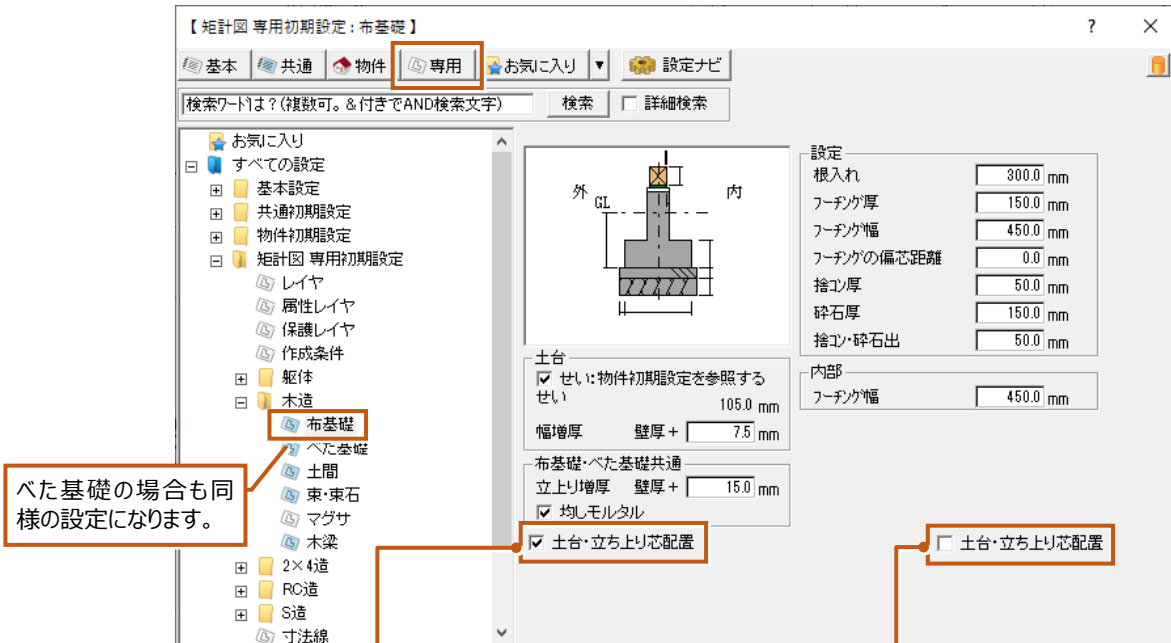 【 矩計図 専用初期設定 : 布基礎 】
?
基本
共通
物件
専用
お気に入り
設定ナビ
検索ワードは？(複数可。＆付きでAND検索文字)
検索
詳細検索
お気に入り
すべての設定
基本設定
共通初期設定
物件初期設定
矩計図 専用初期設定
レイヤ
属性レイヤ
保護レイヤ
作成条件
躯体
木造
布基礎
べた基礎
土間
束・束石
マグサ
木梁
2×4造
RC造
S造
寸法線
べた基礎の場合も同
様の設定になります。
外
GL
内
土台
せい:物件初期設定を参照する
せい 105.0 mm
幅増厚 壁厚+ 7.5 mm
布基礎・べた基礎共通
立上り増厚 壁厚+ 15.0 mm
均しモルタル
土台・立ち上り芯配置
設定
根入れ 300.0 mm
フーチング厚 150.0 mm
フーチング幅 450.0 mm
フーチングの偏芯距離 0.0 mm
捨コン厚 50.0 mm
砕石厚 150.0 mm
捨コン・砕石出 50.0 mm
内部
フーチング幅 450.0 mm
土台・立ち上り芯配置